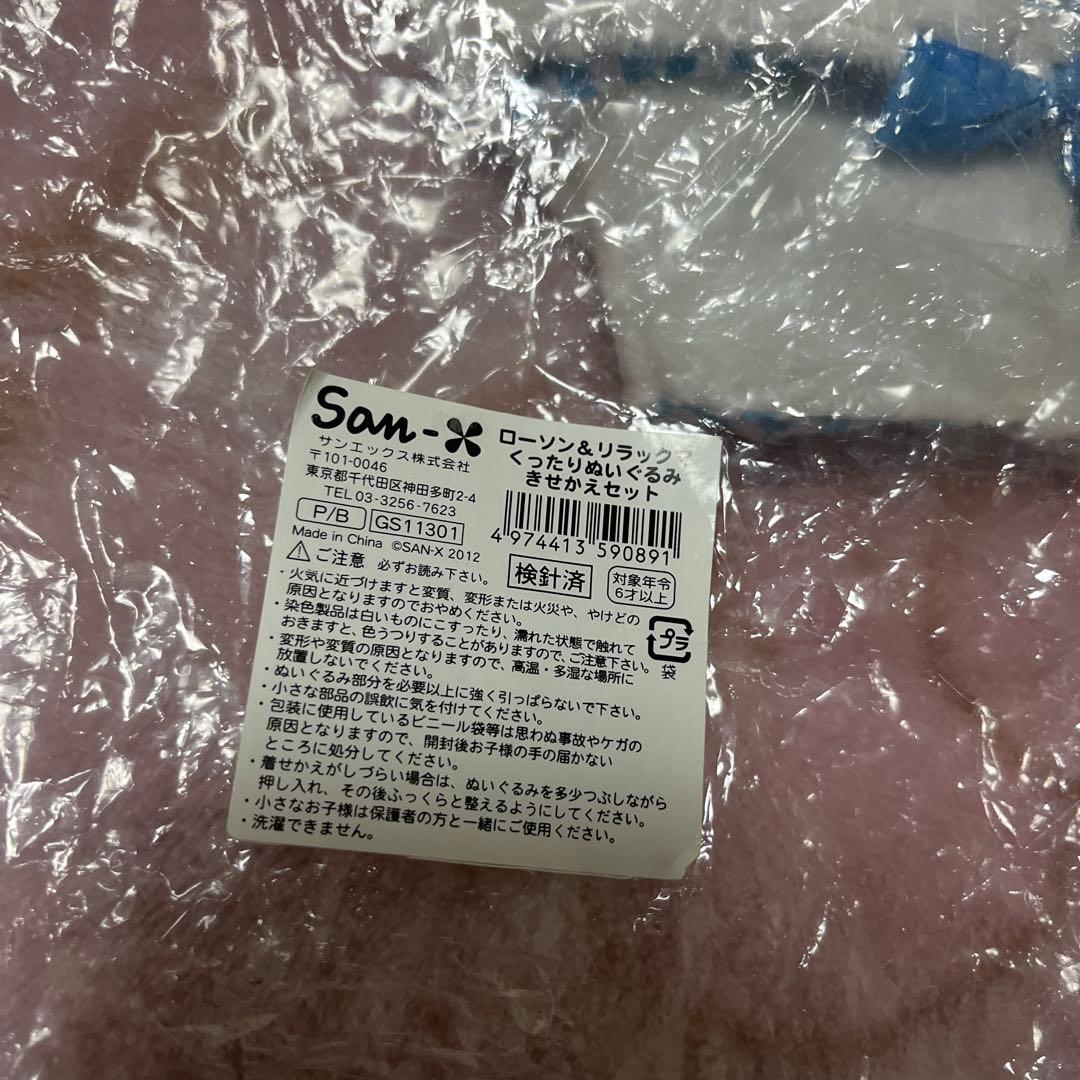 San-X
サンエックス株式会社
〒101-0046
東京都千代田区神田多町2-4
TEL 03-3256-7623
P/B GS11301
Made in China ©SAN-X 2012
ローソン＆リラックマ
くったりぬいぐるみ
きせかえセット
4 974413 590891
検針済
対象年令
6才以上
⚠ご注意 必ずお読み下さい。
・火気に近づけますと変質、変形または火災や、やけどの
原因となりますのでおやめください。
・染色製品は白いものにこすったり、濡れた状態で触れて
おきますと、色うつりすることがありますので、ご注意下さい。
・変形や変質の原因となりますので、高温・多湿な場所に
放置しないでください。
・ぬいぐるみ部分を必要以上に強く引っぱらないで下さい。
・小さな部品の誤飲に気を付けてください。
・包装に使用しているビニール袋等は思わぬ事故やケガの
原因となりますので、開封後お子様の手の届かない
ところに処分してください。
・着せかえがしづらい場合は、ぬいぐるみを多少つぶしながら
押し入れ、その後ふっくらと整えるようにしてください。
・小さなお子様は保護者の方と一緒にご使用ください。
・洗濯できません。
プラ
袋